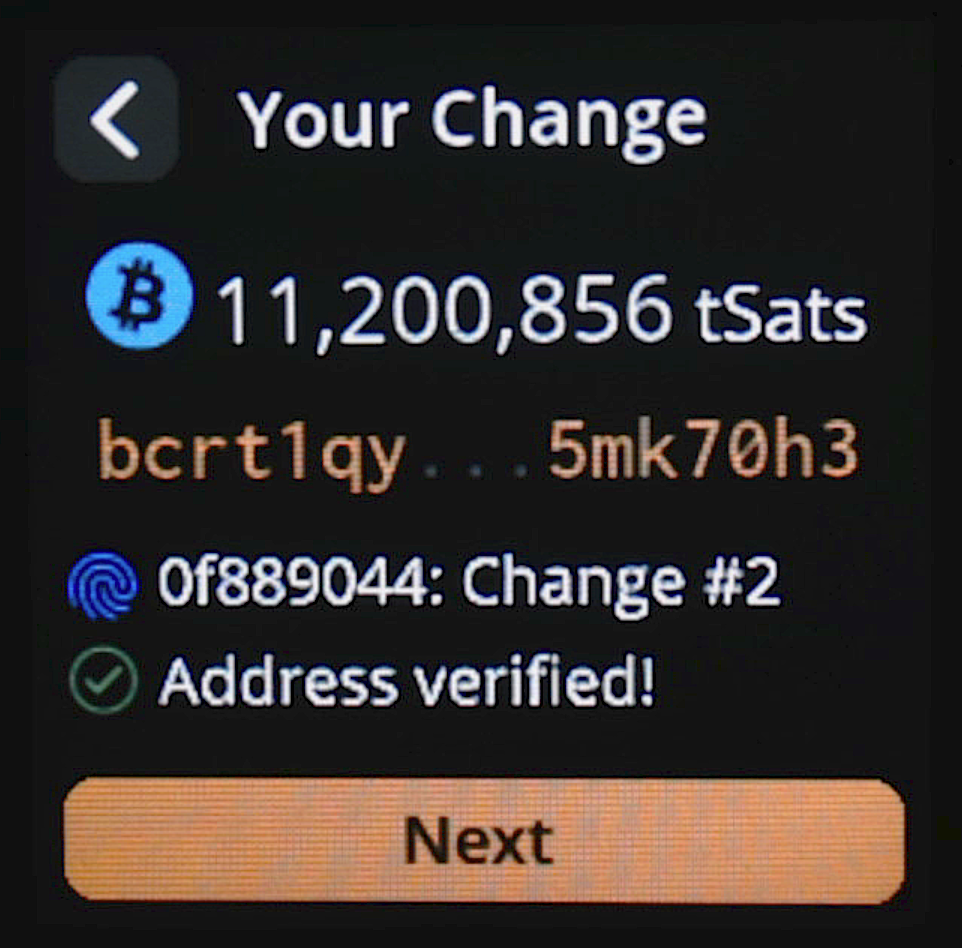 Your Change
11,200,856 tSats
bcrt1qy...5mk70h3
0f889044: Change #2
Address verified!
Next